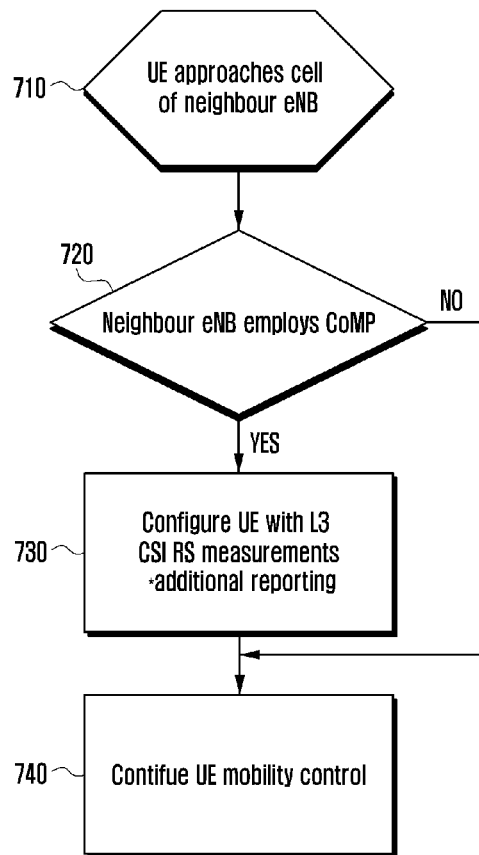 710
UE approaches cell
of neighbour eNB
720
Neighbour eNB employs CoMP
NO
YES
730
Configure UE with L3
CSI RS measurements
*additional reporting
740
Contifue UE mobility control